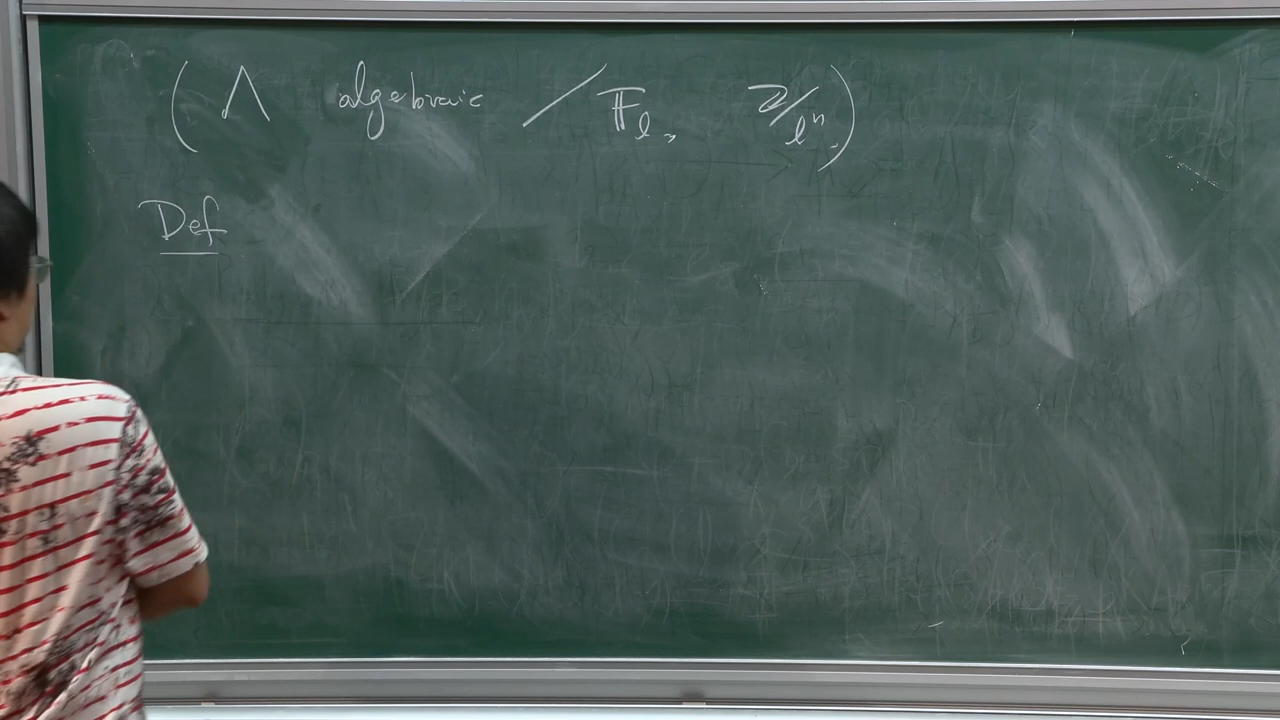 ( Λ algebraic / 𝔽_ℓ, ℤ/ℓⁿ, )
Def